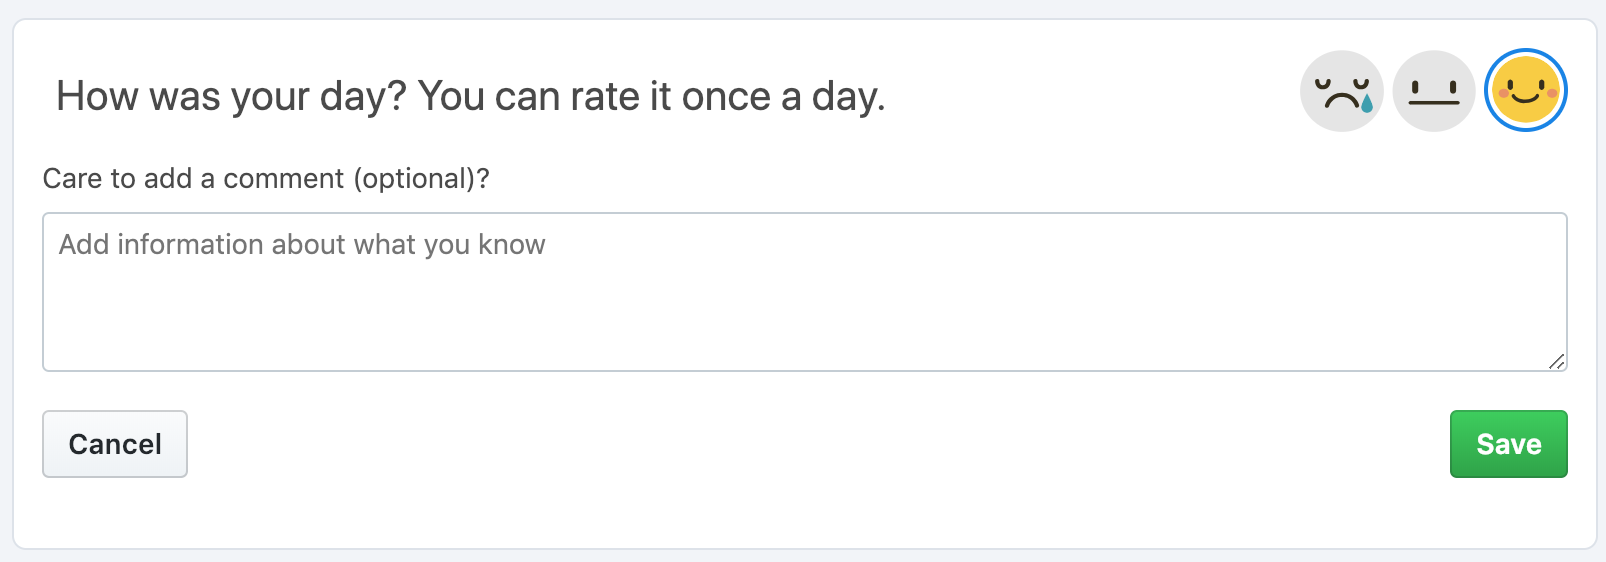 How was your day? You can rate it once a day.
Care to add a comment (optional)?
Add information about what you know
Cancel
Save